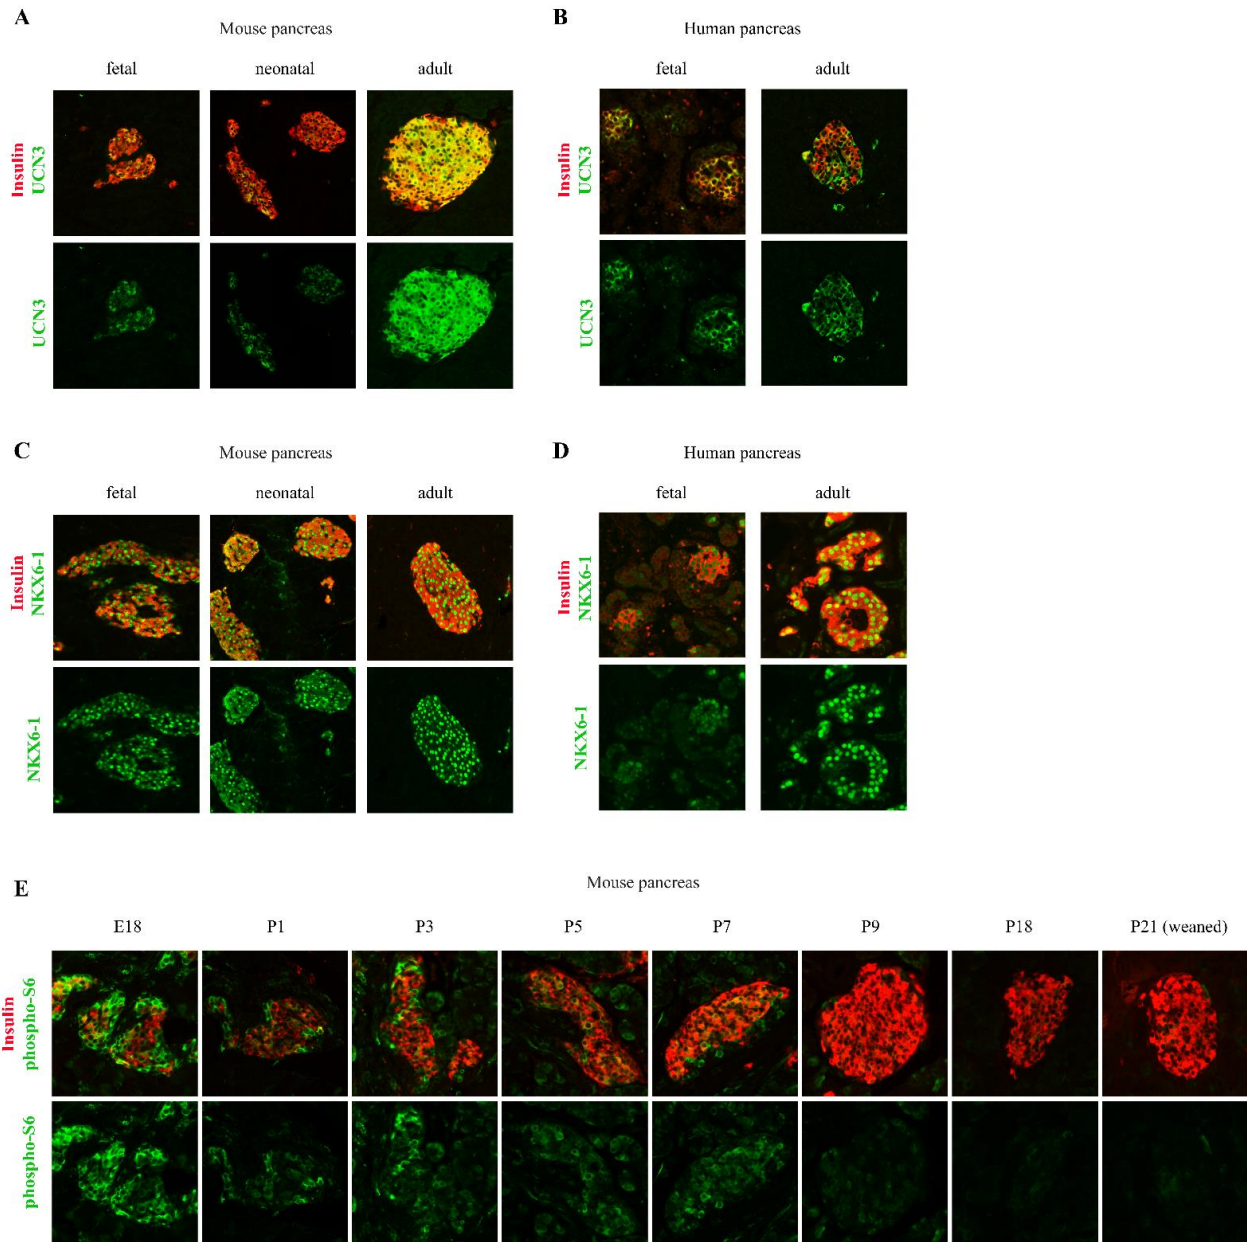 A
Mouse pancreas
fetal
neonatal
adult
Insulin
UCN3
UCN3
B
Human pancreas
fetal
adult
Insulin
UCN3
UCN3
C
Mouse pancreas
fetal
neonatal
adult
Insulin
NKX6-1
NKX6-1
D
Human pancreas
fetal
adult
Insulin
NKX6-1
NKX6-1
E
Mouse pancreas
E18
P1
P3
P5
P7
P9
P18
P21 (weaned)
Insulin
phospho-S6
phospho-S6